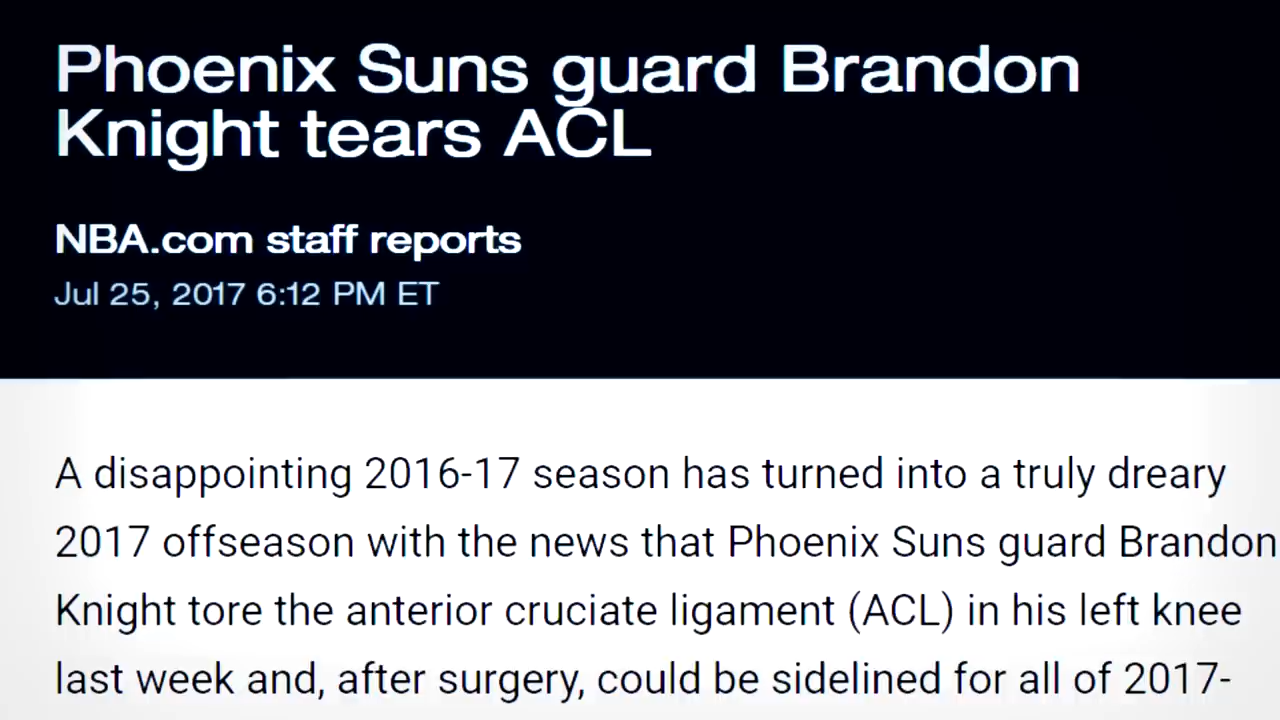 Phoenix Suns guard Brandon
Knight tears ACL
NBA.com staff reports
Jul 25, 2017 6:12 PM ET
A disappointing 2016-17 season has turned into a truly dreary
2017 offseason with the news that Phoenix Suns guard Brandon
Knight tore the anterior cruciate ligament (ACL) in his left knee
last week and, after surgery, could be sidelined for all of 2017-